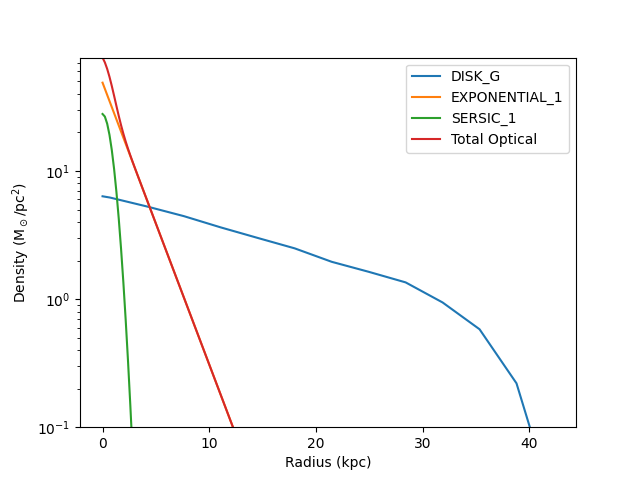 DISK_G
EXPONENTIAL_1
SERSIC_1
Total Optical
Density (M⊙/pc²)
10¹
10⁰
10⁻¹
0 10 20 30 40
Radius (kpc)